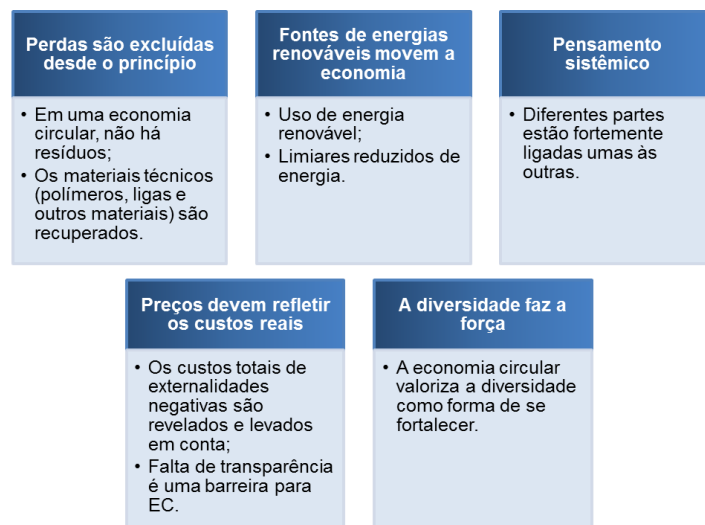 Perdas são excluídas
desde o princípio
• Em uma economia
circular, não há
resíduos;
• Os materiais técnicos
(polímeros, ligas e
outros materiais) são
recuperados.
Fontes de energias
renováveis movem a
economia
• Uso de energia
renovável;
• Limiares reduzidos de
energia.
Pensamento
sistêmico
• Diferentes partes
estão fortemente
ligadas umas às
outras.
Preços devem refletir
os custos reais
• Os custos totais de
externalidades
negativas são
revelados e levados
em conta;
• Falta de transparência
é uma barreira para
EC.
A diversidade faz a
força
• A economia circular
valoriza a diversidade
como forma de se
fortalecer.